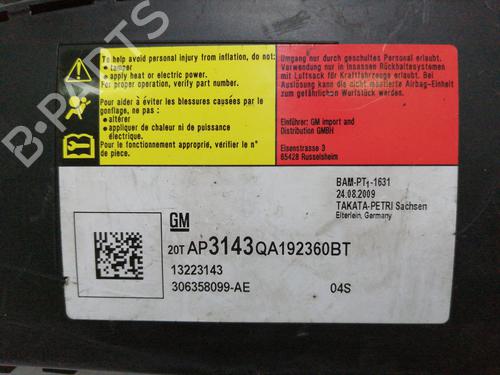 To help avoid personal injury from inflation, do not:
• tamper
• apply heat or electric power.
For proper operation, verify part number.
Pour aider à éviter les blessures causées par le
gonflage, ne pas :
• altérer
• appliquer de chaleur ni de puissance
électrique.
Pour le fonctionnement approprié, vérifier le n°
de pièce.
Umgang nur durch geschultes Personal
erlaubt. Verwendung nur in insassen Rückhaltesystemen
mit Luftsack für Kraftfahrzeuge erlaubt. Bei
Auslösung kann die nicht montierte Airbag-Einheit
zum gefährlichen Wurfstück werden.
Einführer: GM import and
Distribution GMBH
Eisenstrasse 3
65428 Russelsheim
BAM-PT1-1631
24.08.2009
TAKATA-PETRI Sachsen
Elterlein, Germany
GM
20T AP3143QA192360BT
13223143
306358099-AE 04S
B-PARTS